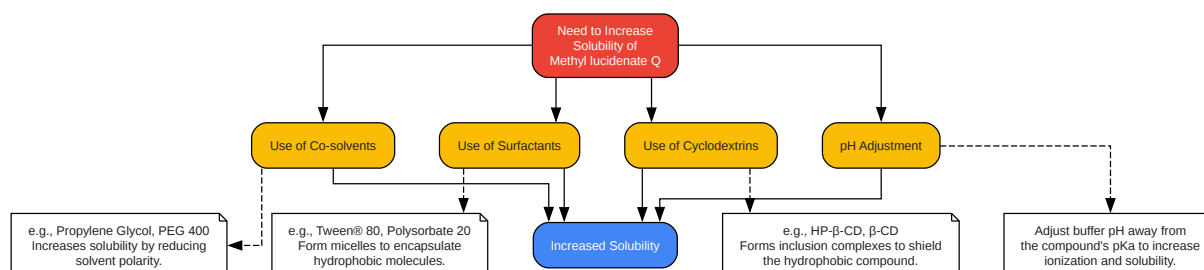 Need to Increase
Solubility of
Methyl lucidenate Q
Use of Co-solvents
Use of Surfactants
Use of Cyclodextrins
pH Adjustment
e.g., Propylene Glycol, PEG 400
Increases solubility by reducing
solvent polarity.
e.g., Tween® 80, Polysorbate 20
Form micelles to encapsulate
hydrophobic molecules.
Increased Solubility
e.g., HP-β-CD, β-CD
Forms inclusion complexes to shield
the hydrophobic compound.
Adjust buffer pH away from
the compound's pKa to increase
ionization and solubility.